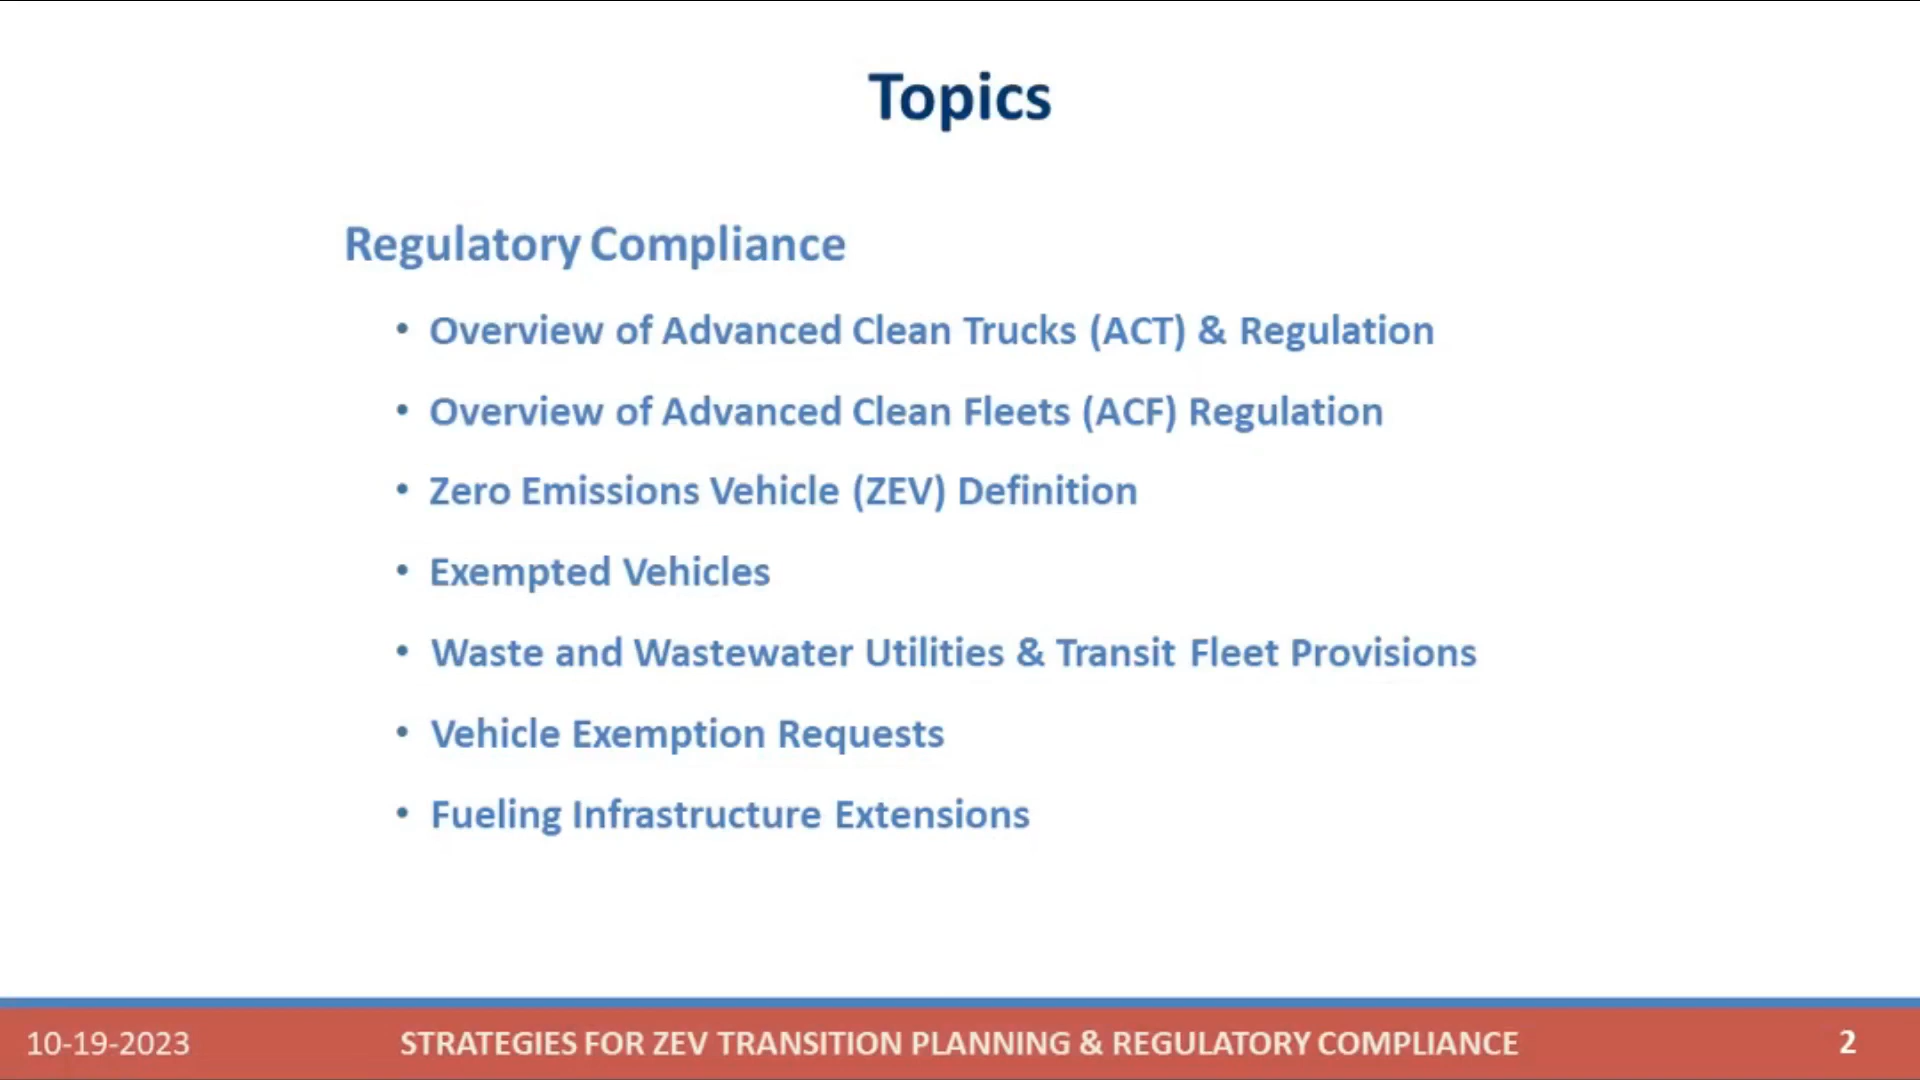 Topics
Regulatory Compliance
• Overview of Advanced Clean Trucks (ACT) & Regulation
• Overview of Advanced Clean Fleets (ACF) Regulation
• Zero Emissions Vehicle (ZEV) Definition
• Exempted Vehicles
• Waste and Wastewater Utilities & Transit Fleet Provisions
• Vehicle Exemption Requests
• Fueling Infrastructure Extensions
10-19-2023 STRATEGIES FOR ZEV TRANSITION PLANNING & REGULATORY COMPLIANCE 2